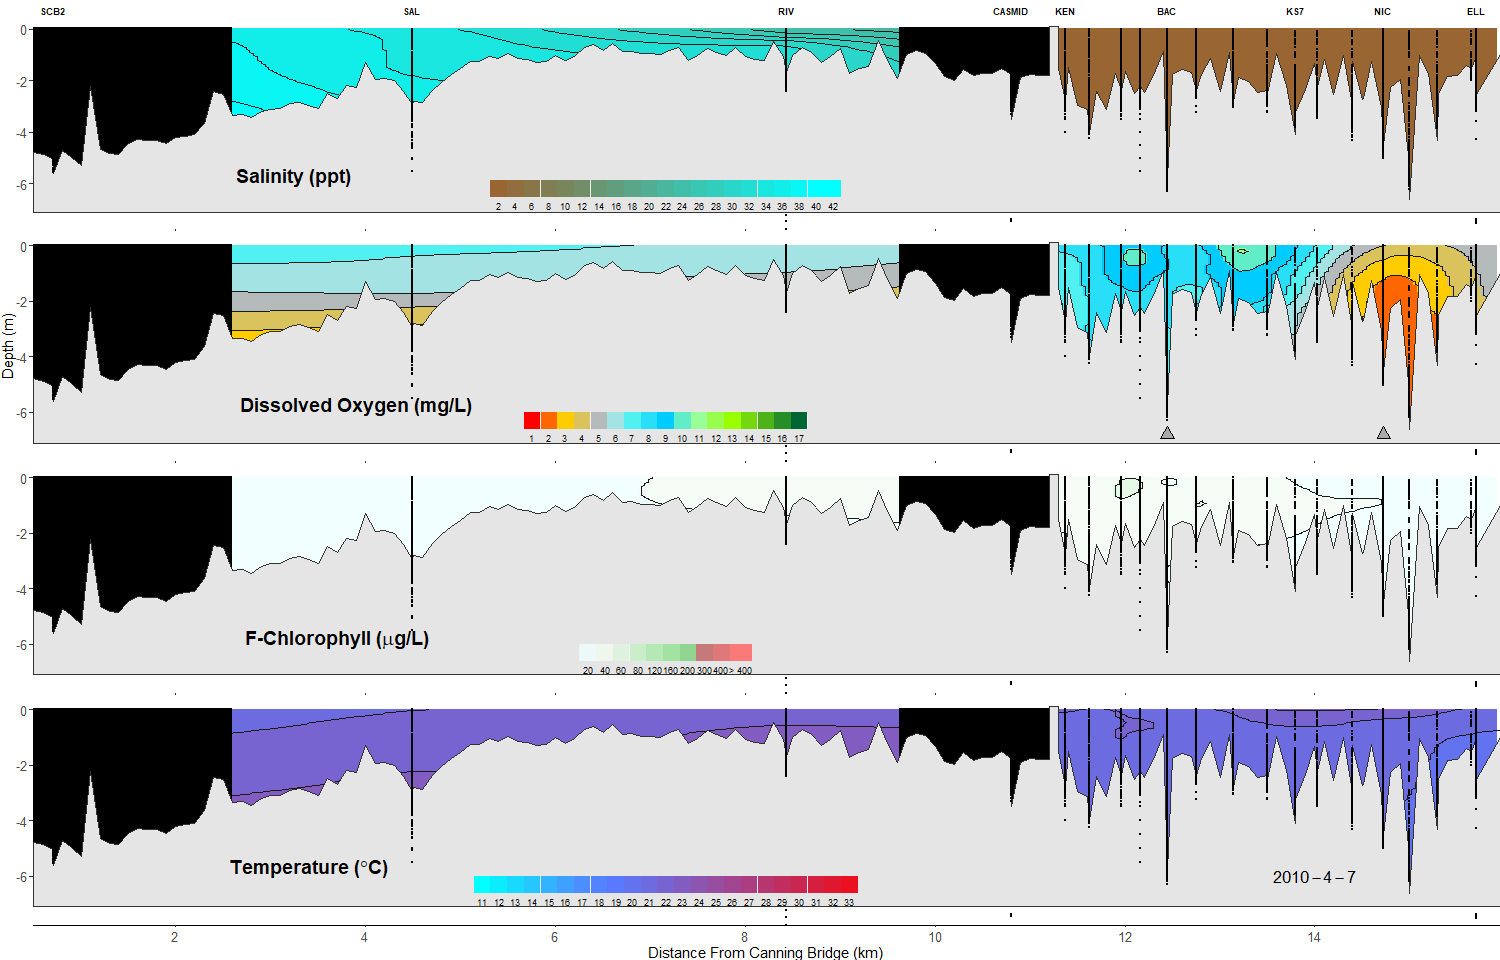 SCB2 SAL RIV CASMID KEN BAC KS7 NIC ELL
0
-2
-4
-6
Salinity (ppt)
2 4 6 8 10 12 14 16 18 20 22 24 26 28 30 32 34 36 38 40 42
0
-2
-4
-6
Depth (m)
Dissolved Oxygen (mg/L)
1 2 3 4 5 6 7 8 9 10 11 12 13 14 15 16 17
0
-2
-4
-6
F-Chlorophyll (µg/L)
20 40 60 80 120 160 200 300 400 > 400
0
-2
-4
-6
Temperature (°C)
2010 – 4 – 7
11 12 13 14 15 16 17 18 19 20 21 22 23 24 25 26 27 28 29 30 31 32 33
2 4 6 8 10 12 14
Distance From Canning Bridge (km)